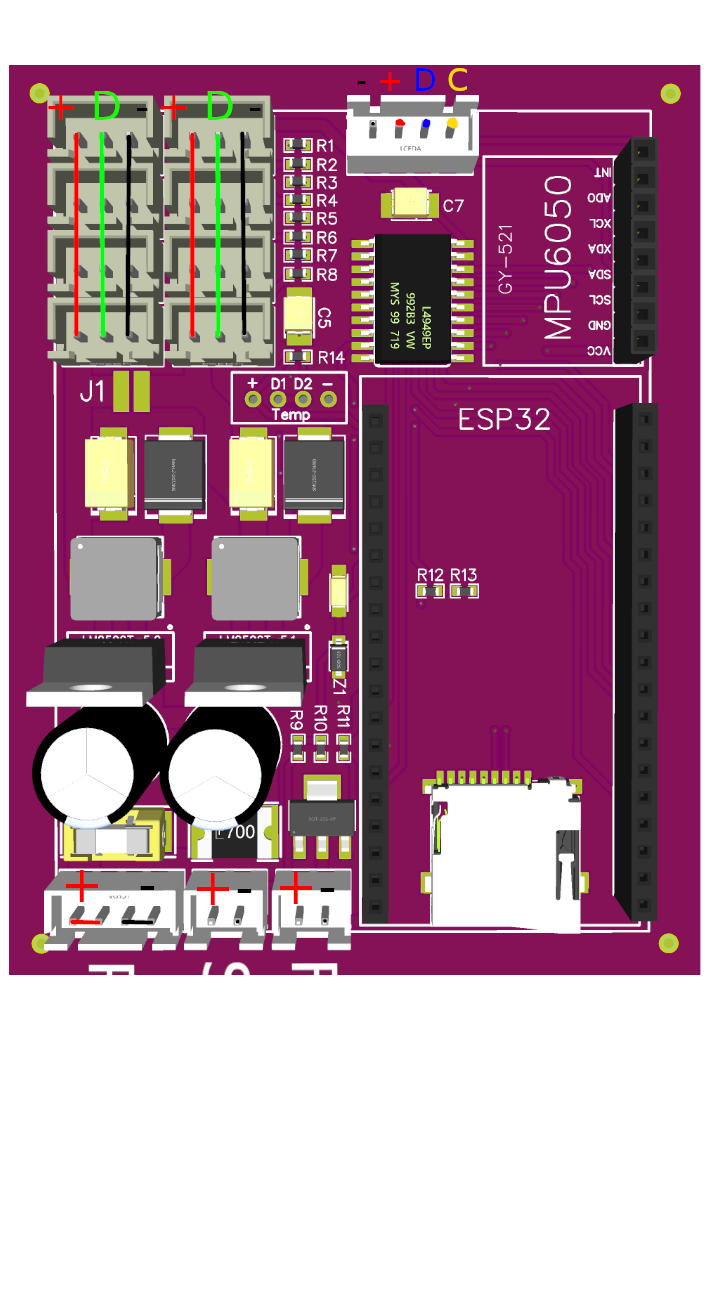 - + D C
+ D - + D -
LCEDA
R1
R2
R3
R4
R5
R6
R7
R8
C5
R14
C7
L4949EP
99283 VW
MYS 99 719
GY-521
MPU6050
INT
ADO
XCL
XDA
SDA
SCL
GND
VCC
J1
+ D1 D2 -
Temp
ESP32
R12 R13
Z1
R9
R10
R11
700
+ - + - + -